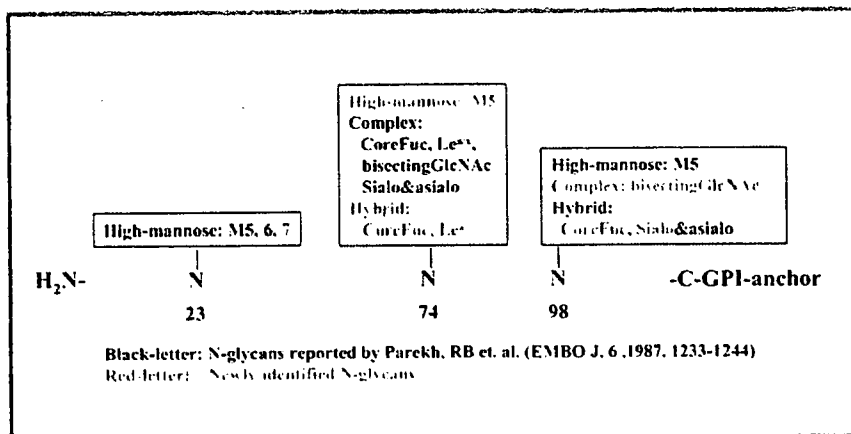 High-mannose: M5
Complex:
CoreFuc, Le
bisectingGlcNAc
Sialo&asialo
Hybrid:
CoreFuc, Le
High-mannose: M5
Complex: bisectingGlcNAc
Hybrid:
CoreFuc, Sialo&asialo
High-mannose: M5, 6, 7
H₂N- N N N -C-GPI-anchor
23 74 98
Black-letter: N-glycans reported by Parekh, RB et. al. (EMBO J, 6 ,1987, 1233-1244)
Red-letter: Newly identified N-glycans